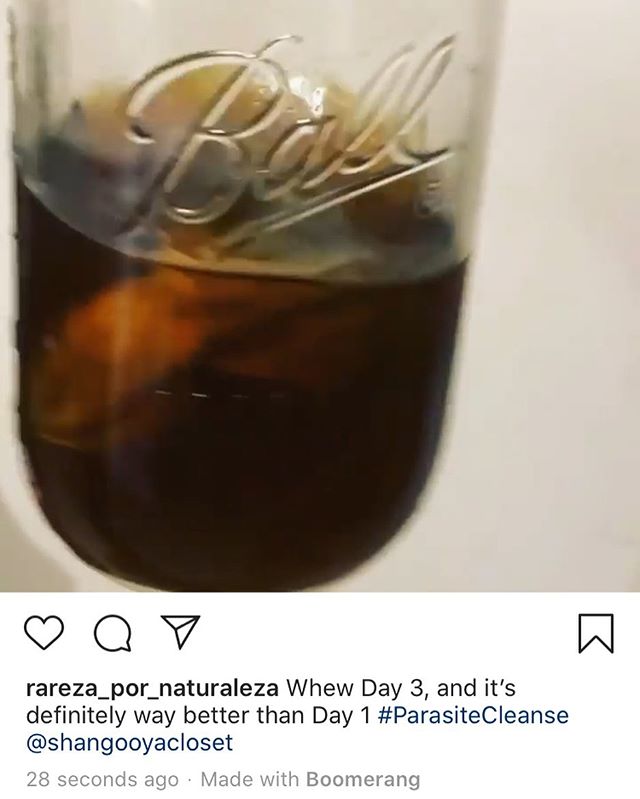 Ball
rareza_por_naturaleza Whew Day 3, and it's
definitely way better than Day 1 #ParasiteCleanse
@shangooyacloset
28 seconds ago · Made with Boomerang